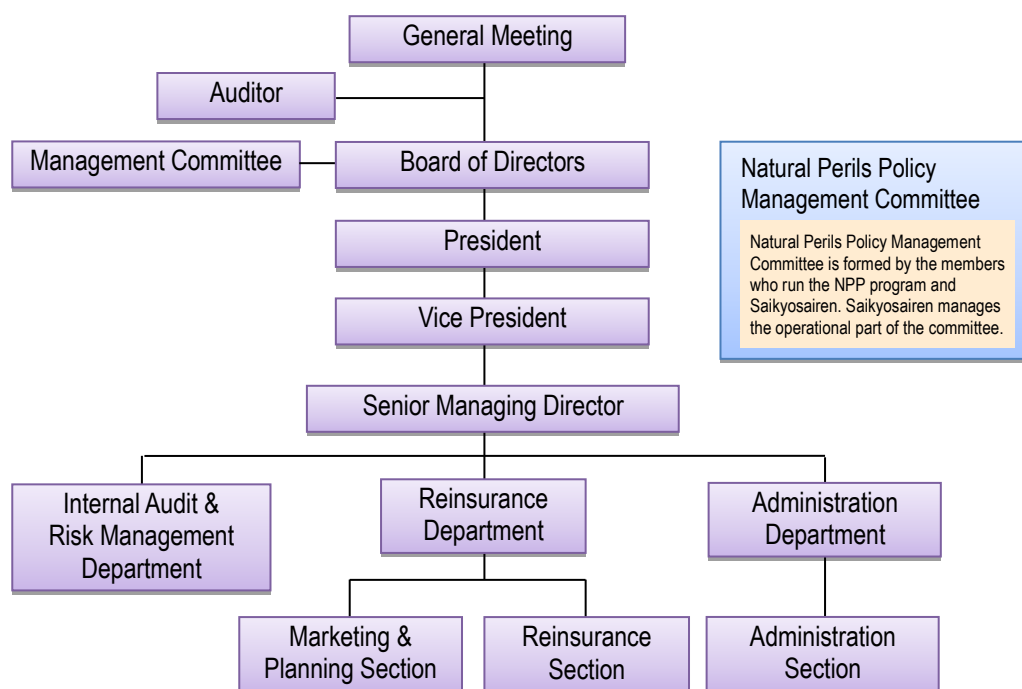 General Meeting
Auditor
Management Committee
Board of Directors
President
Vice President
Senior Managing Director
Natural Perils Policy
Management Committee
Natural Perils Policy Management
Committee is formed by the members
who run the NPP program and
Saikyosairen. Saikyosairen manages
the operational part of the committee.
Internal Audit &
Risk Management
Department
Reinsurance
Department
Administration
Department
Marketing &
Planning Section
Reinsurance
Section
Administration
Section